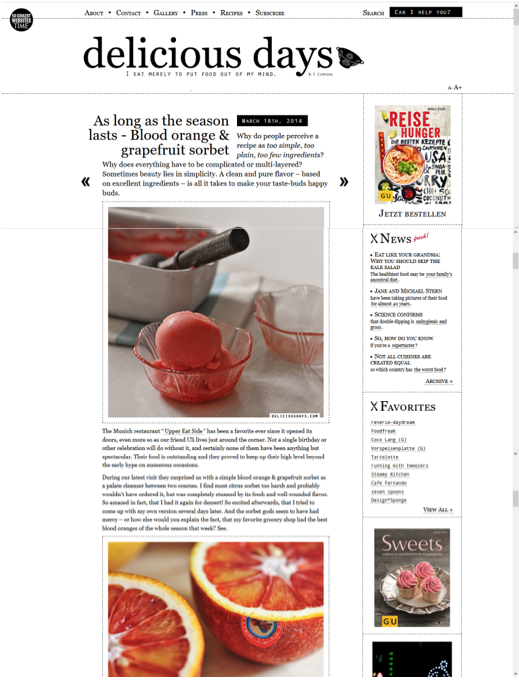 50 COOLEST
WEBSITES
TIME
About • Contact • Gallery • Press • Recipes • Subscribe
Search Can I help you?
delicious days
I eat merely to put food out of my mind.
N.F.Simpson
A- A+
As long as the season
lasts - Blood orange &
grapefruit sorbet
March 18th, 2014
Why do people perceive a
recipe as too simple, too
plain, too few ingredients?
Why does everything have to be complicated or multi-layered?
Sometimes beauty lies in simplicity. A clean and pure flavor – based
on excellent ingredients – is all it takes to make your taste-buds happy
buds.
« »
deliciousdays.com
The Munich restaurant "Upper Eat Side" has been a favorite ever since it opened its
doors, even more so as our friend Uli lives just around the corner. Not a single birthday or
other celebration will do without it, and certainly none of them have been anything but
spectacular. Their food is outstanding and they proved to keep up their high level beyond
the early hype on numerous occasions.
During our latest visit they surprised us with a simple blood orange & grapefruit sorbet as
a palate cleanser between two courses. I find most citrus sorbet too harsh and probably
wouldn't have ordered it, but was completely stunned by its fresh and well-rounded flavor.
So amazed in fact, that I had it again for dessert! So excited afterwards, that I tried to
come up with my own version several days later. And the sorbet gods seem to have had
mercy – or how else would you explain the fact, that my favorite grocery shop had the best
blood oranges of the whole season that week? See.
REISE
HUNGER
DIE BESTEN REZEPTE
GU
Jetzt bestellen
X News fresh!
• Eat like your grandma:
Why you should skip the
kale salad
The healthiest food may be your family's
ancestral diet.
• Jane and Michael Stern
have been taking pictures of their food
for almost 40 years.
• Science confirms
that double-dipping is unhygienic and
gross.
• So, how do you know
if you're a supertaster?
• Not all cuisines are
created equal
so which country has the worst food?
Archive »
X Favorites
reverie-daydream
Foodfreak
Coco Lang (G)
Vorspeisenplatte (G)
Tartelette
running with tweezers
Steamy Kitchen
Cafe Fernando
seven spoons
Design*Sponge
View All »
Sweets
GU